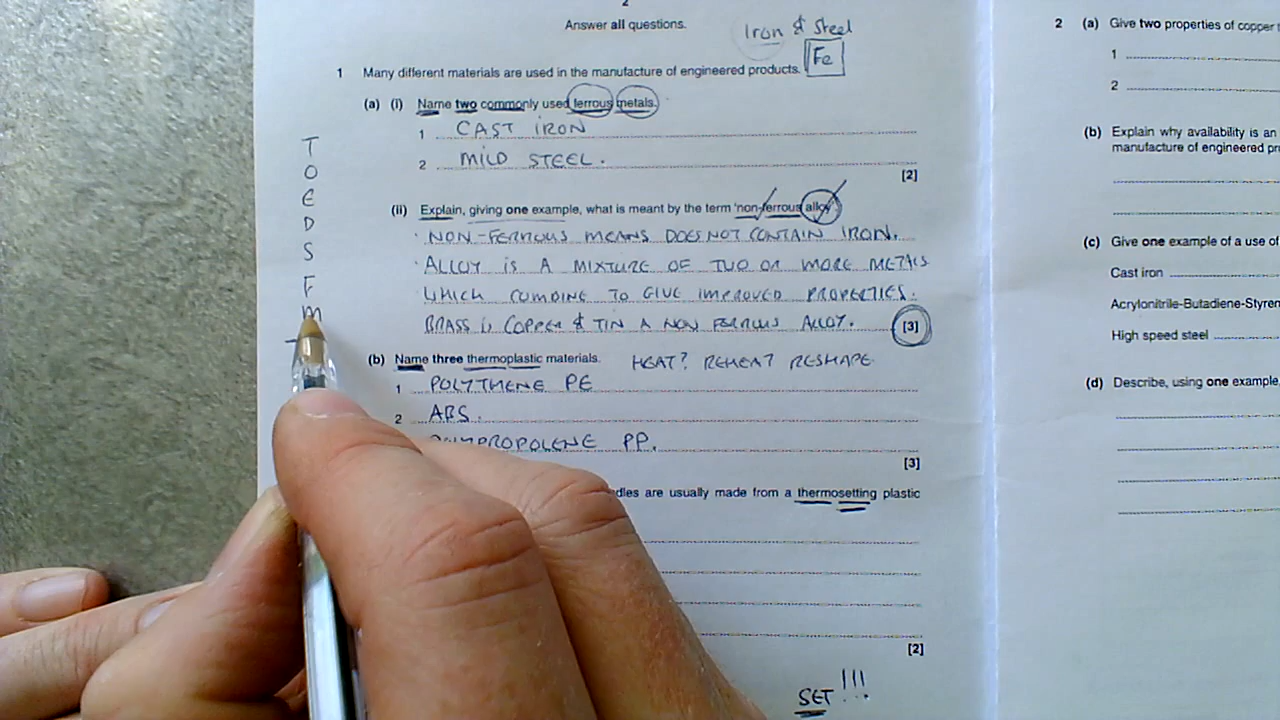 2
Answer all questions.
Iron & Steel
Fe
1 Many different materials are used in the manufacture of engineered products.
(a) (i) Name two commonly used ferrous metals.
1 CAST IRON
2 MILD STEEL.
[2]
(ii) Explain, giving one example, what is meant by the term 'non-ferrous alloy'.
· NON-FERROUS MEANS DOES NOT CONTAIN IRON.
· ALLOY IS A MIXTURE OF TWO OR MORE METALS
WHICH COMBINE TO GIVE IMPROVED PROPERTIES.
BRASS IS COPPER & TIN A NON FERROUS ALLOY.
[3]
(b) Name three thermoplastic materials. HEAT? REHEAT RESHAPE
1 POLYTHENE PE
2 ABS.
PROPOLENE PP.
[3]
dles are usually made from a thermosetting plastic
[2]
SET!!!
T
O
E
D
S
F
M
2 (a) Give two properties of copper
1
2
(b) Explain why availability is an
manufacture of engineered pr
(c) Give one example of a use of
Cast iron
Acrylonitrile-Butadiene-Styren
High speed steel
(d) Describe, using one example,